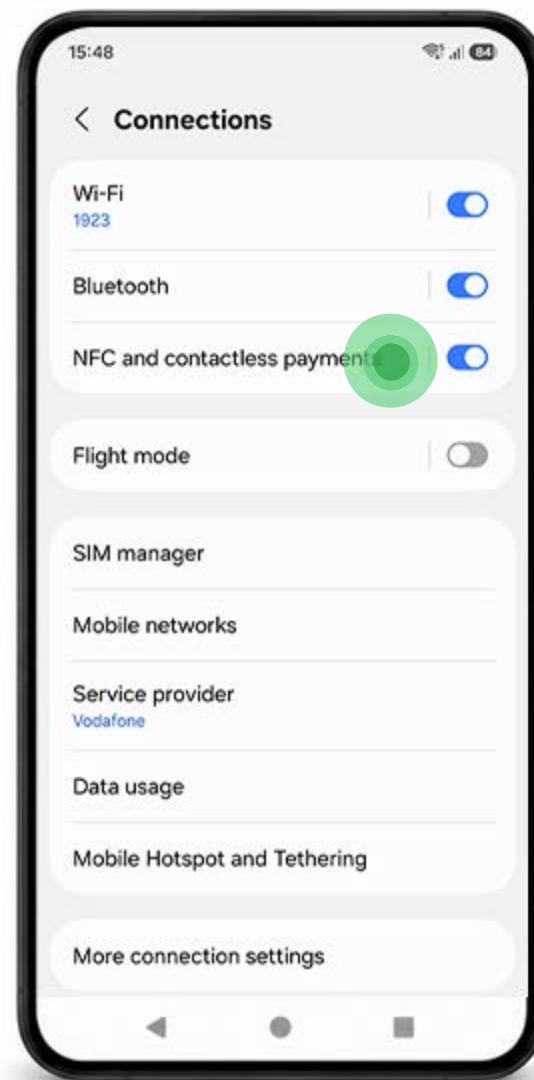 15:48
84
Connections
Wi-Fi
1923
Bluetooth
NFC and contactless payments
Flight mode
SIM manager
Mobile networks
Service provider
Vodafone
Data usage
Mobile Hotspot and Tethering
More connection settings